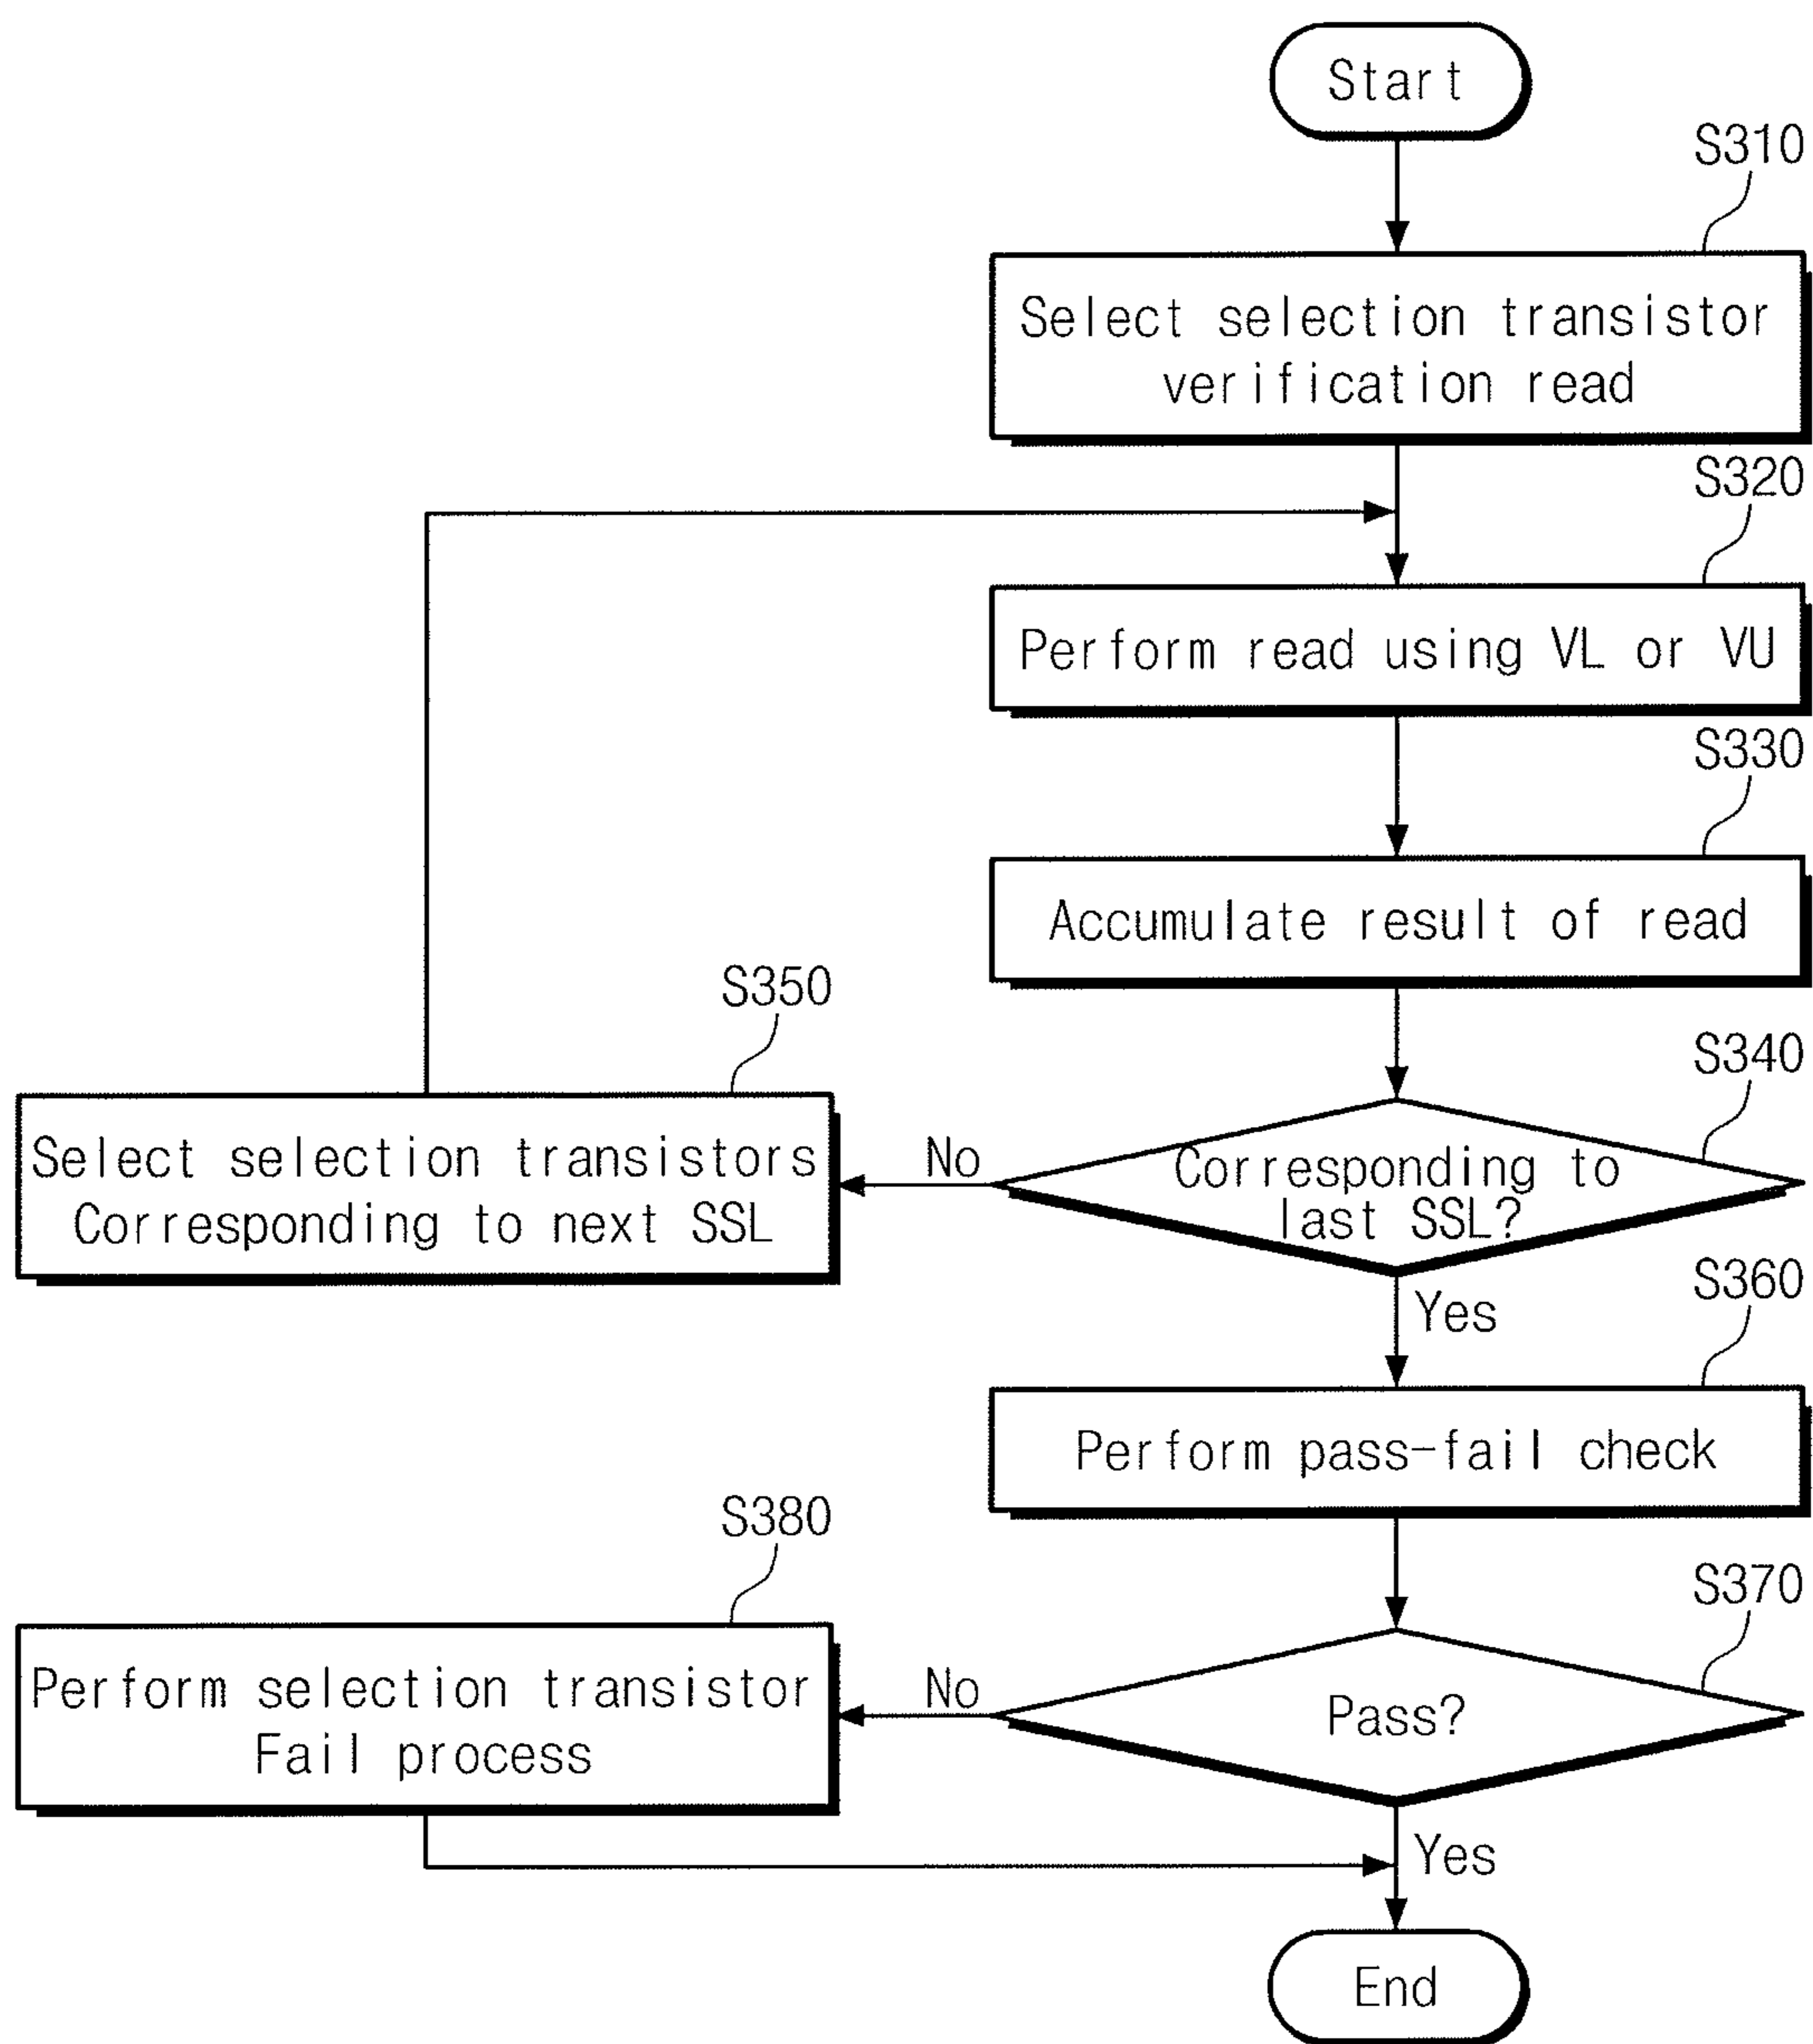 Start
S310
Select selection transistor
verification read
S320
Perform read using VL or VU
S330
Accumulate result of read
S350
S340
Select selection transistors
Corresponding to next SSL
No
Corresponding to
last SSL?
Yes
S360
Perform pass-fail check
S380
S370
Perform selection transistor
Fail process
No
Pass?
Yes
End